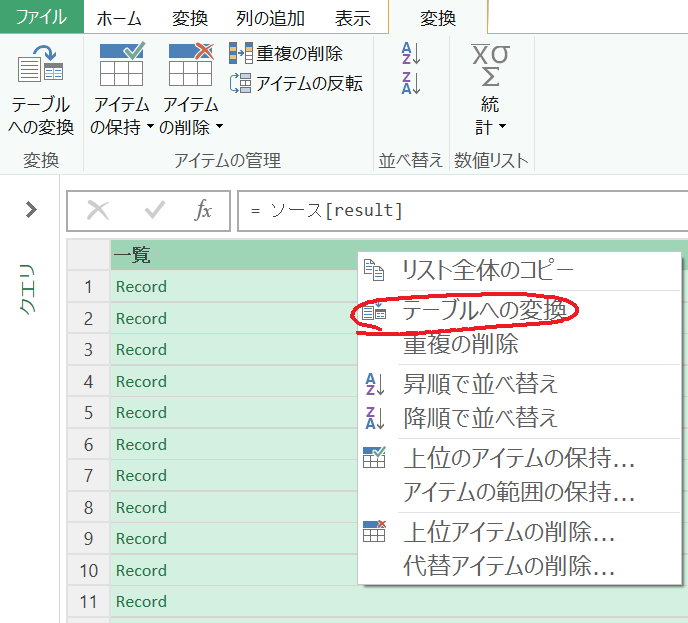 ファイル ホーム 変換 列の追加 表示 変換
テーブル
への変換
アイテム
の保持
アイテム
の削除
重複の削除
アイテムの反転
A
Z
Z
A
Χσ
Σ
統
計
変換 アイテムの管理 並べ替え 数値リスト
fx = ソース[result]
クエリ
一覧
1 Record
2 Record
3 Record
4 Record
5 Record
6 Record
7 Record
8 Record
9 Record
10 Record
11 Record
リスト全体のコピー
テーブルへの変換
重複の削除
昇順で並べ替え
降順で並べ替え
上位のアイテムの保持...
アイテムの範囲の保持...
上位アイテムの削除...
代替アイテムの削除...